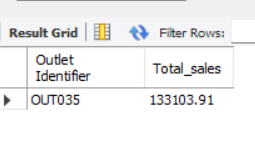 Result Grid Filter Rows:
Outlet
Identifier Total_sales
OUT035 133103.91